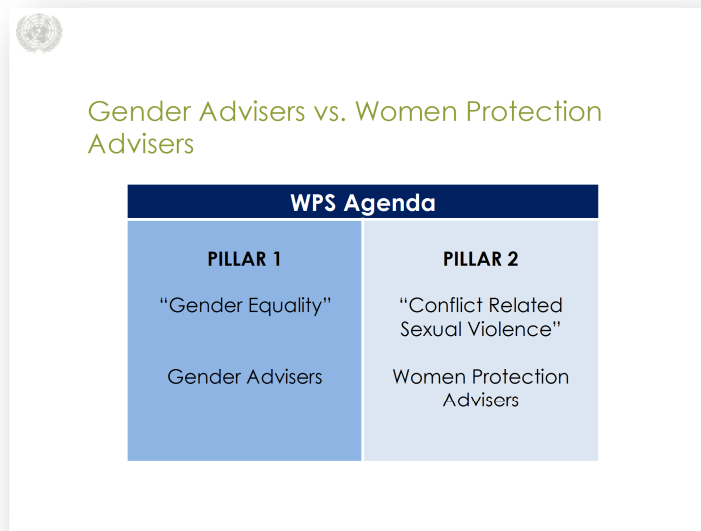 Gender Advisers vs. Women Protection
Advisers
WPS Agenda
PILLAR 1
“Gender Equality”
Gender Advisers
PILLAR 2
“Conflict Related
Sexual Violence”
Women Protection
Advisers